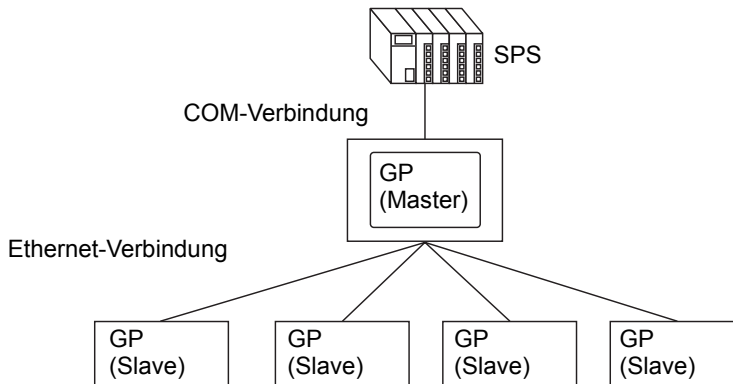 SPS
COM-Verbindung
GP
(Master)
Ethernet-Verbindung
GP
(Slave)
GP
(Slave)
GP
(Slave)
GP
(Slave)